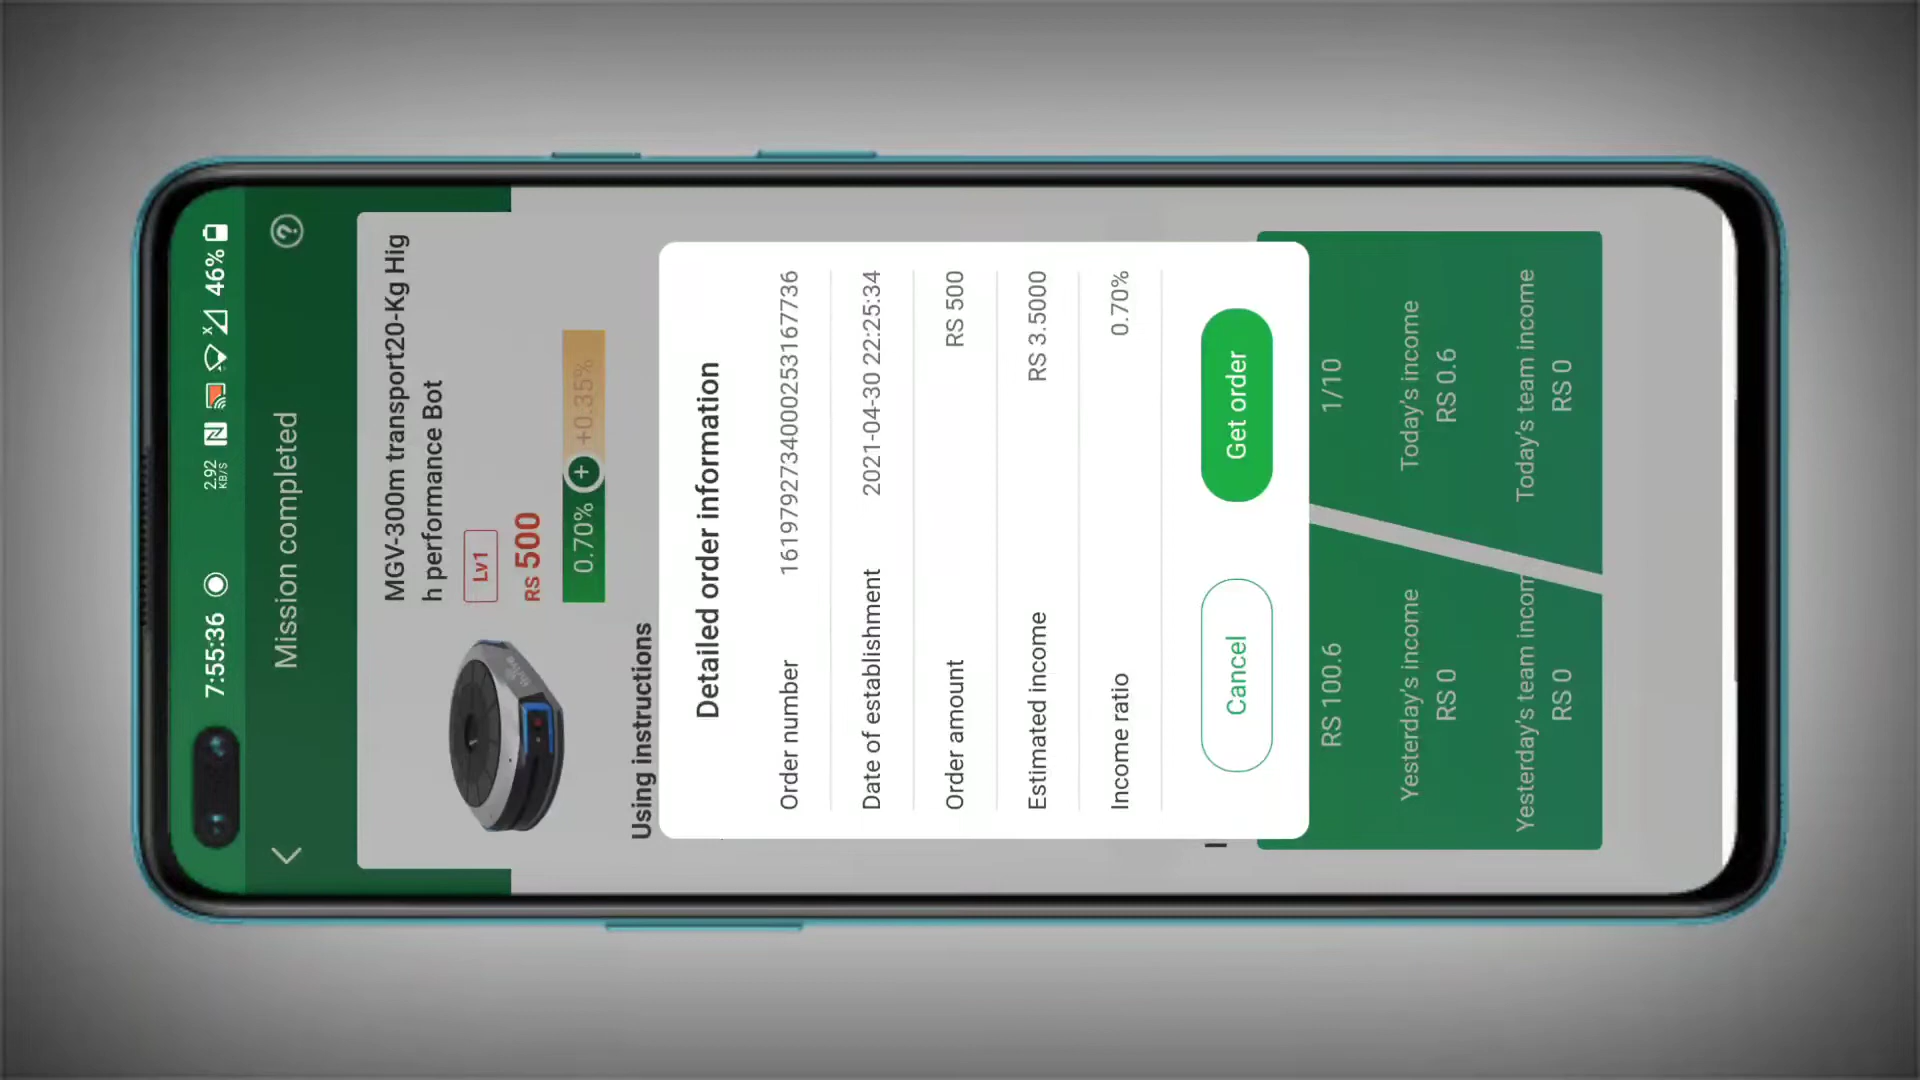 7:55:36
2.92
KB/S
46%
Mission completed
MGV-300m transport20-Kg Hig
h performance Bot
Lv1
RS 500
0.70% + +0.35%
Using instructions
Detailed order information
Order number 1619792734000253167736
Date of establishment 2021-04-30 22:25:34
Order amount RS 500
Estimated income RS 3.5000
Income ratio 0.70%
Cancel Get order
RS 100.6 1/10
Yesterday's income Today's income
RS 0 RS 0.6
Yesterday's team incom Today's team income
RS 0 RS 0